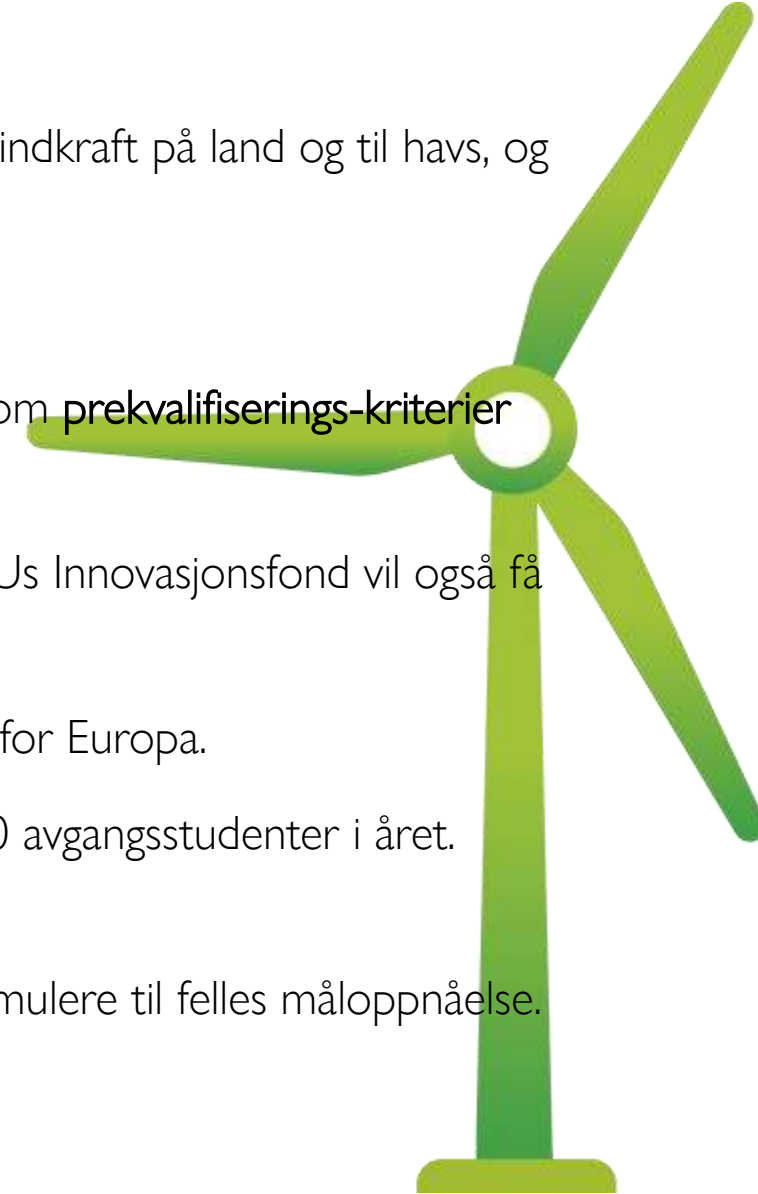 indkraft på land og til havs, og
om prekvalifiserings-kriterier
Us Innovasjonsfond vil også få
for Europa.
0 avgangsstudenter i året.
mulere til felles måloppnåelse.